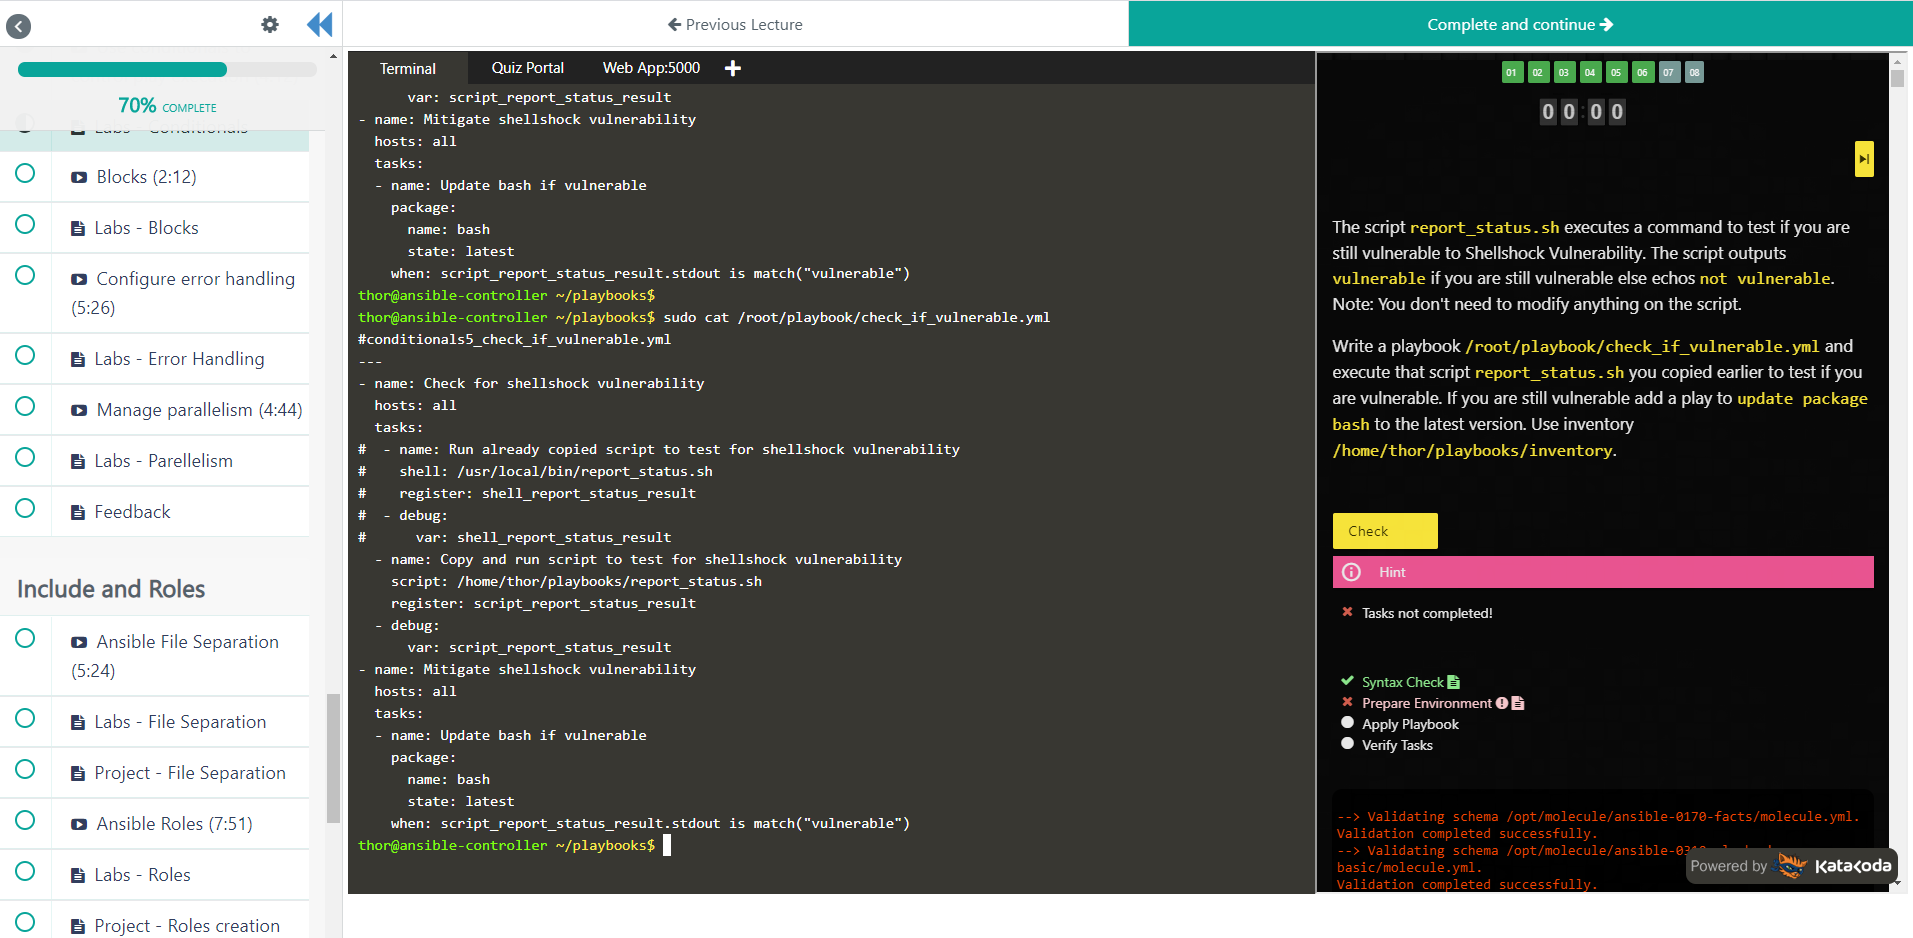 Previous Lecture
Complete and continue
70% COMPLETE
Labs - Conditionals
Blocks (2:12)
Labs - Blocks
Configure error handling
(5:26)
Labs - Error Handling
Manage parallelism (4:44)
Labs - Parellelism
Feedback
Include and Roles
Ansible File Separation
(5:24)
Labs - File Separation
Project - File Separation
Ansible Roles (7:51)
Labs - Roles
Project - Roles creation
Terminal
Quiz Portal
Web App:5000
+
var: script_report_status_result
- name: Mitigate shellshock vulnerability
hosts: all
tasks:
- name: Update bash if vulnerable
package:
name: bash
state: latest
when: script_report_status_result.stdout is match("vulnerable")
thor@ansible-controller ~/playbooks$
thor@ansible-controller ~/playbooks$ sudo cat /root/playbook/check_if_vulnerable.yml
#conditionals5_check_if_vulnerable.yml
---
- name: Check for shellshock vulnerability
hosts: all
tasks:
#  - name: Run already copied script to test for shellshock vulnerability
#    shell: /usr/local/bin/report_status.sh
#    register: shell_report_status_result
#  - debug:
#      var: shell_report_status_result
- name: Copy and run script to test for shellshock vulnerability
script: /home/thor/playbooks/report_status.sh
register: script_report_status_result
- debug:
var: script_report_status_result
- name: Mitigate shellshock vulnerability
hosts: all
tasks:
- name: Update bash if vulnerable
package:
name: bash
state: latest
when: script_report_status_result.stdout is match("vulnerable")
thor@ansible-controller ~/playbooks$
01 02 03 04 05 06 07 08
00:00
The script report_status.sh executes a command to test if you are
still vulnerable to Shellshock Vulnerability. The script outputs
vulnerable if you are still vulnerable else echos not vulnerable.
Note: You don't need to modify anything on the script.
Write a playbook /root/playbook/check_if_vulnerable.yml and
execute that script report_status.sh you copied earlier to test if you
are vulnerable. If you are still vulnerable add a play to update package
bash to the latest version. Use inventory
/home/thor/playbooks/inventory.
Check
Hint
Tasks not completed!
Syntax Check
Prepare Environment
Apply Playbook
Verify Tasks
--> Validating schema /opt/molecule/ansible-0170-facts/molecule.yml.
Validation completed successfully.
--> Validating schema
basic/molecule.yml.
Validation completed successfully.
Powered by Katakoda